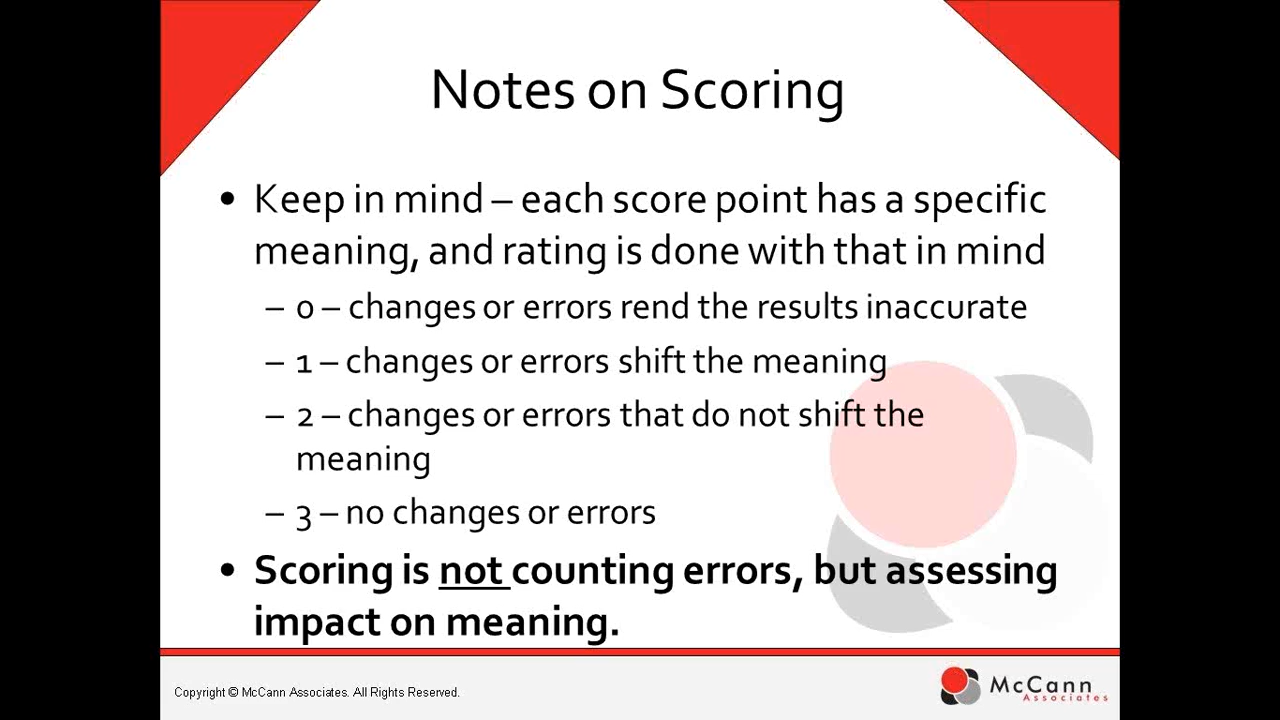 Notes on Scoring
• Keep in mind – each score point has a specific
meaning, and rating is done with that in mind
– 0 – changes or errors rend the results inaccurate
– 1 – changes or errors shift the meaning
– 2 – changes or errors that do not shift the
meaning
– 3 – no changes or errors
• Scoring is not counting errors, but assessing
impact on meaning.
Copyright © McCann Associates. All Rights Reserved.
McCann
Associates